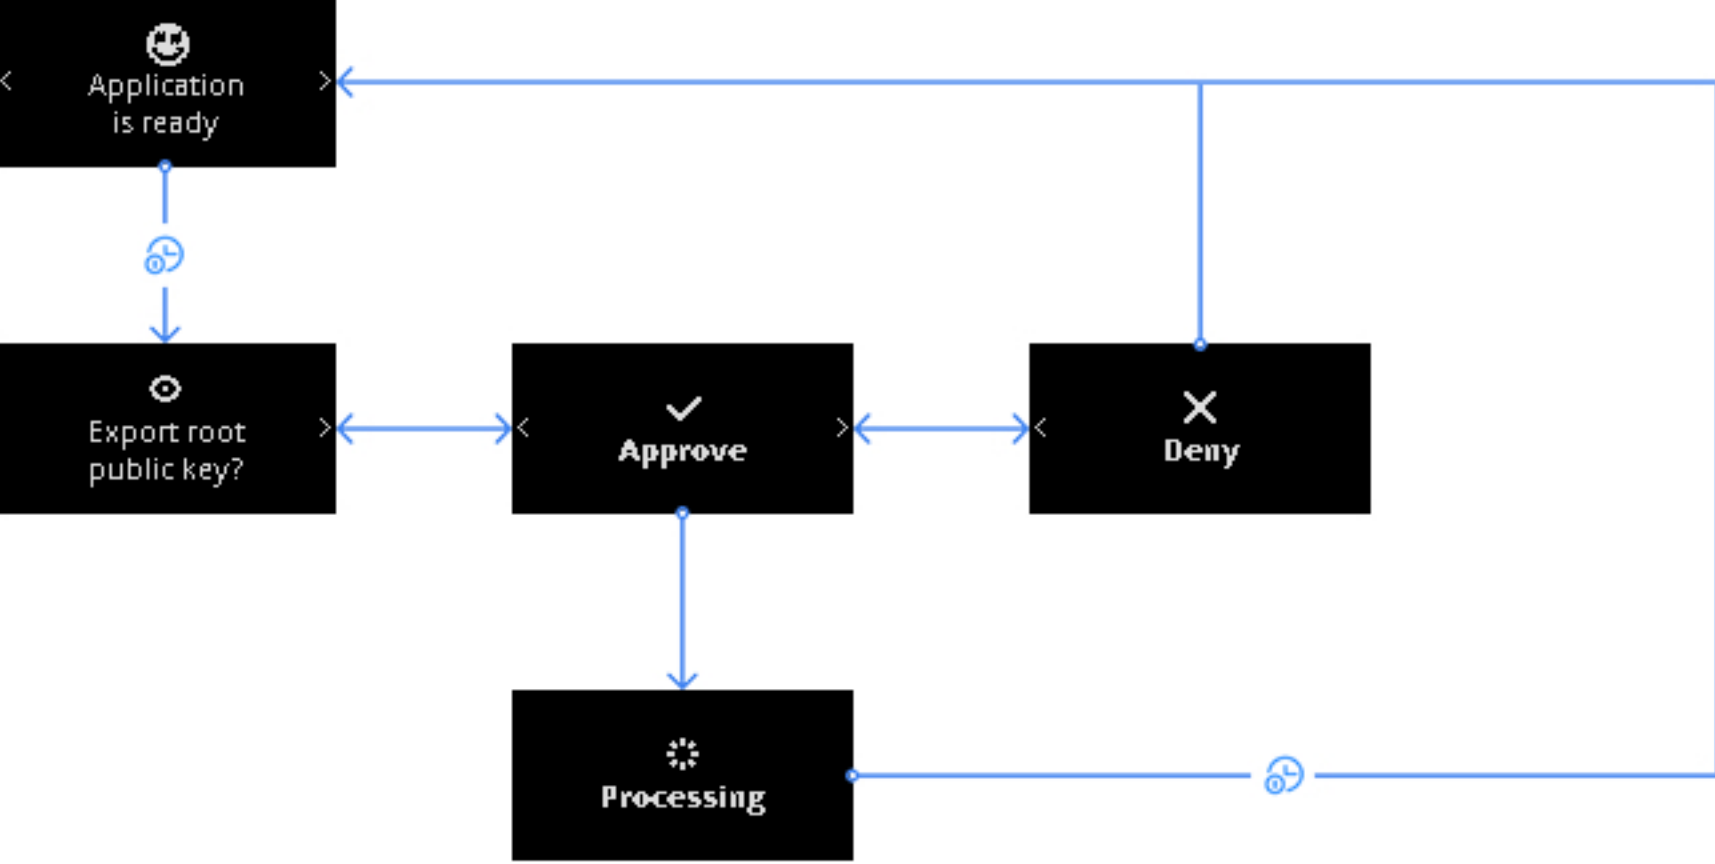 Application
is ready
Export root
public key?
Approve
Deny
Processing